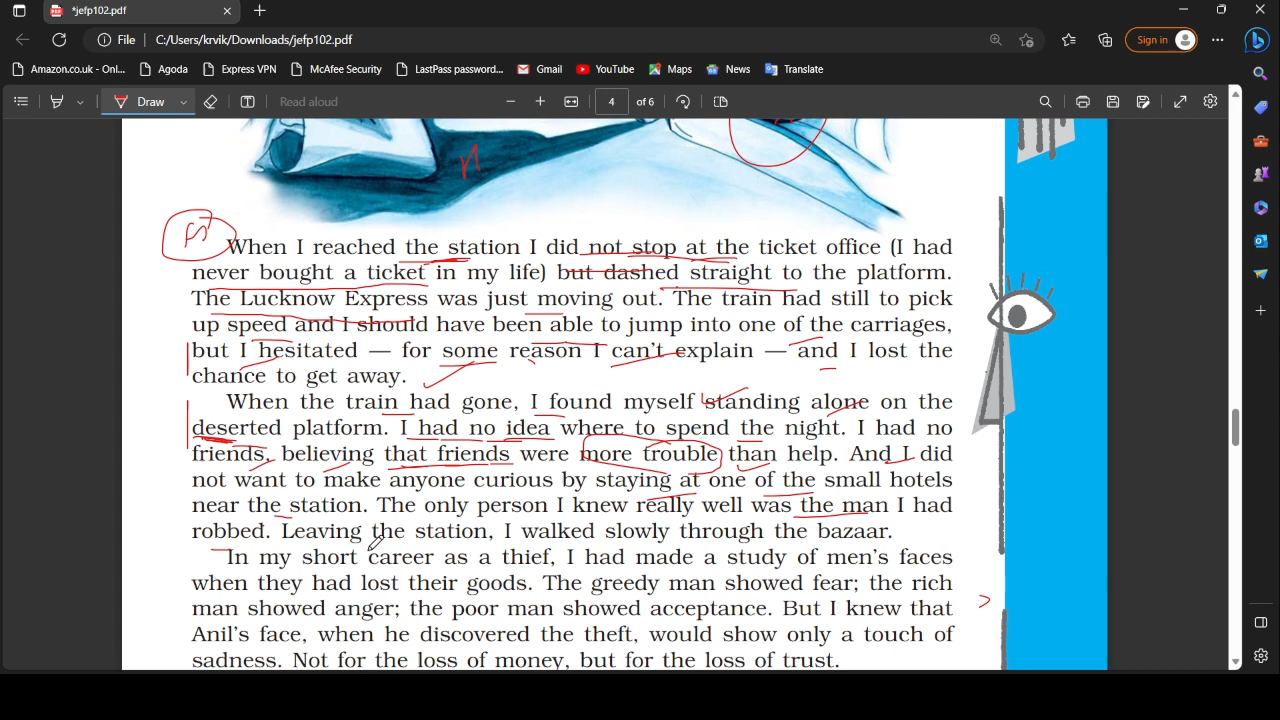 *jefp102.pdf
File C:/Users/krvik/Downloads/jefp102.pdf Sign in
Amazon.co.uk - Onl... Agoda Express VPN McAfee Security LastPass password... Gmail YouTube Maps News Translate
Draw Read aloud 4 of 6
When I reached the station I did not stop at the ticket office (I had
never bought a ticket in my life) but dashed straight to the platform.
The Lucknow Express was just moving out. The train had still to pick
up speed and I should have been able to jump into one of the carriages,
but I hesitated — for some reason I can't explain — and I lost the
chance to get away.
When the train had gone, I found myself standing alone on the
deserted platform. I had no idea where to spend the night. I had no
friends, believing that friends were more trouble than help. And I did
not want to make anyone curious by staying at one of the small hotels
near the station. The only person I knew really well was the man I had
robbed. Leaving the station, I walked slowly through the bazaar.
In my short career as a thief, I had made a study of men's faces
when they had lost their goods. The greedy man showed fear; the rich
man showed anger; the poor man showed acceptance. But I knew that
Anil's face, when he discovered the theft, would show only a touch of
sadness. Not for the loss of money, but for the loss of trust.